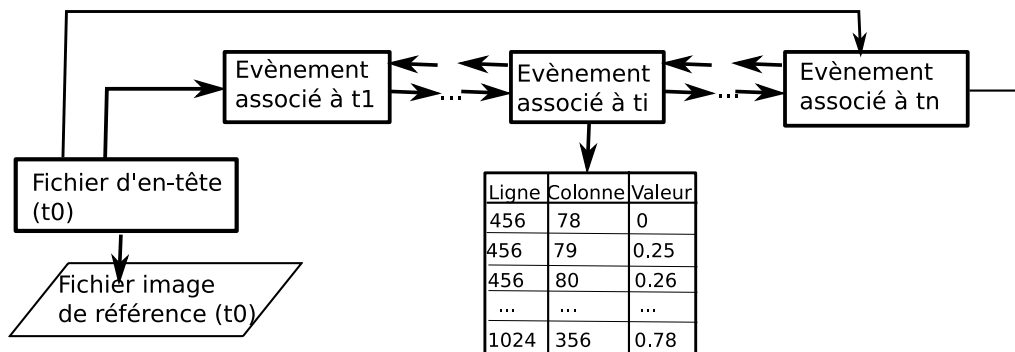 Evènement
associé à t1
...
Evènement
associé à ti
...
Evènement
associé à tn
Fichier d'en-tête
(t0)
Fichier image
de référence (t0)
Ligne Colonne Valeur
456 78 0
456 79 0.25
456 80 0.26
... ... ...
1024 356 0.78